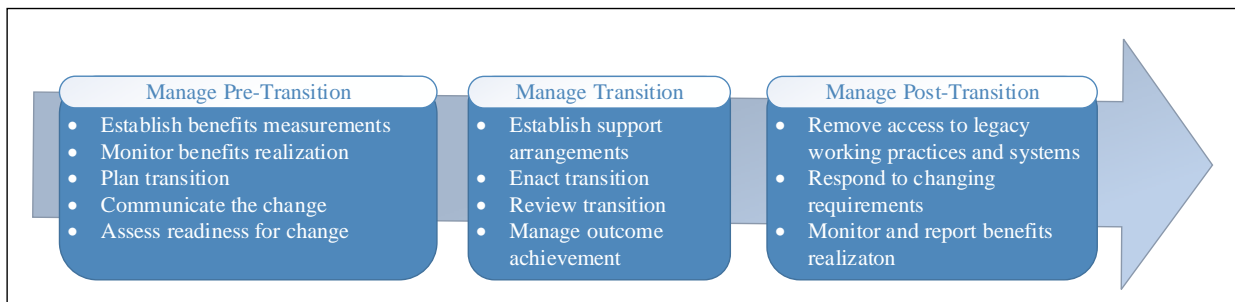 Manage Pre-Transition
• Establish benefits measurements
• Monitor benefits realization
• Plan transition
• Communicate the change
• Assess readiness for change
Manage Transition
• Establish support
arrangements
• Enact transition
• Review transition
• Manage outcome
achievement
Manage Post-Transition
• Remove access to legacy
working practices and systems
• Respond to changing
requirements
• Monitor and report benefits
realizaton